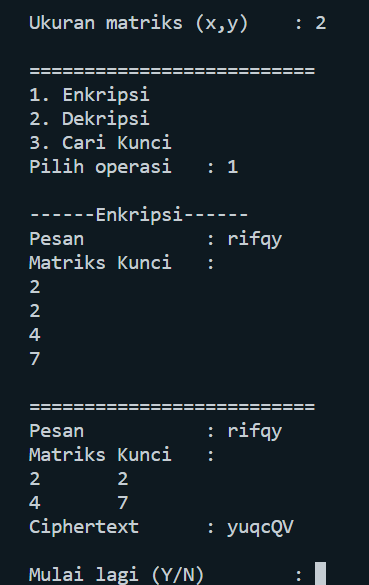 Ukuran matriks (x,y)    : 2
==========================
1. Enkripsi
2. Dekripsi
3. Cari Kunci
Pilih operasi   : 1
------Enkripsi------
Pesan           : rifqy
Matriks Kunci   :
2
2
4
7
==========================
Pesan           : rifqy
Matriks Kunci   :
2       2
4       7
Ciphertext      : yuqcQV
Mulai lagi (Y/N)        :